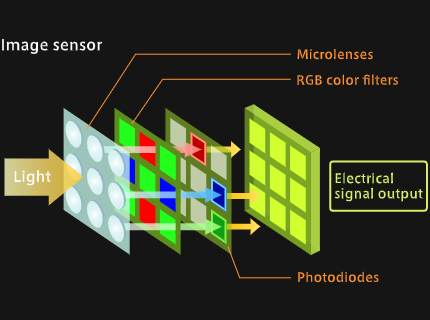 Image sensor
Microlenses
RGB color filters
Light
Electrical
signal output
Photodiodes